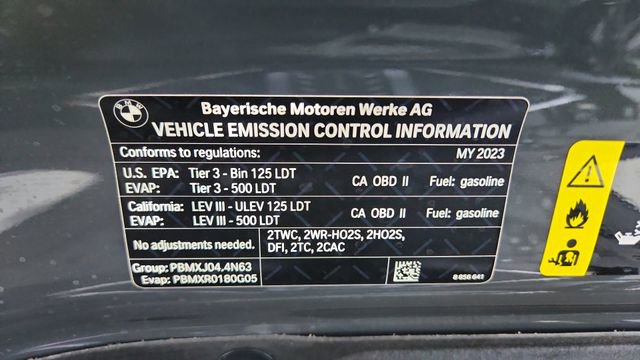 BMW
Bayerische Motoren Werke AG
VEHICLE EMISSION CONTROL INFORMATION
Conforms to regulations: MY 2023
U.S. EPA: Tier 3 - Bin 125 LDT CA OBD II Fuel: gasoline
EVAP: Tier 3 - 500 LDT
California: LEV III - ULEV 125 LDT CA OBD II Fuel: gasoline
EVAP: LEV III - 500 LDT
No adjustments needed. 2TWC, 2WR-HO2S, 2HO2S,
DFI, 2TC, 2CAC
Group: PBMXJ04.4N63
Evap: PBMXR0180G05
8 858 641